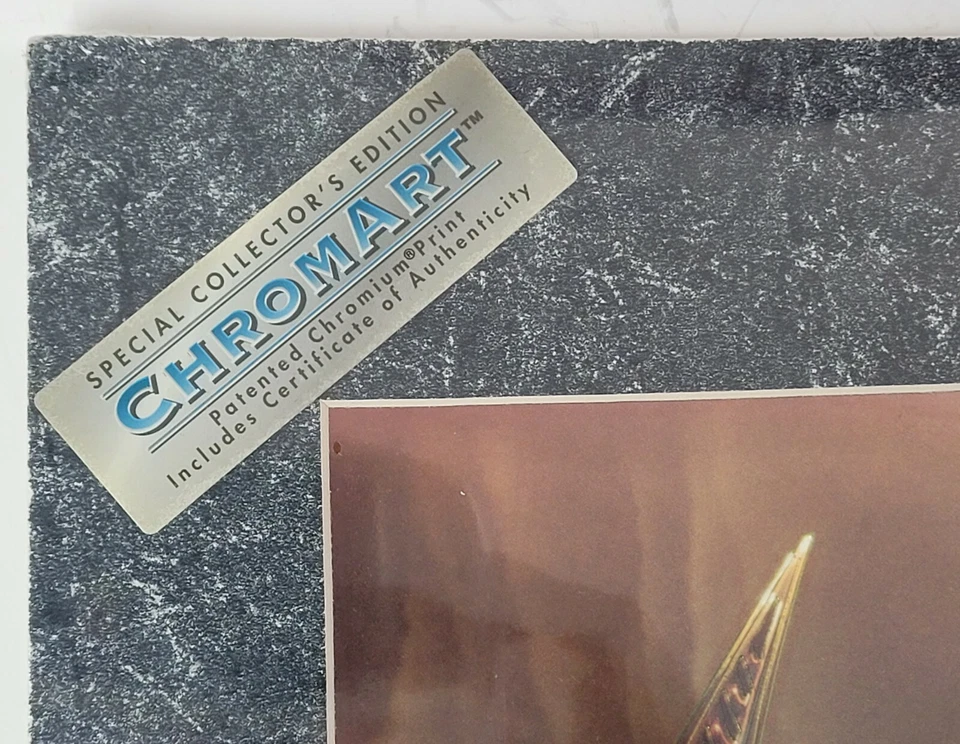 SPECIAL COLLECTOR'S EDITION
CHROMART™
Patented Chromium® Print
Includes Certificate of Authenticity